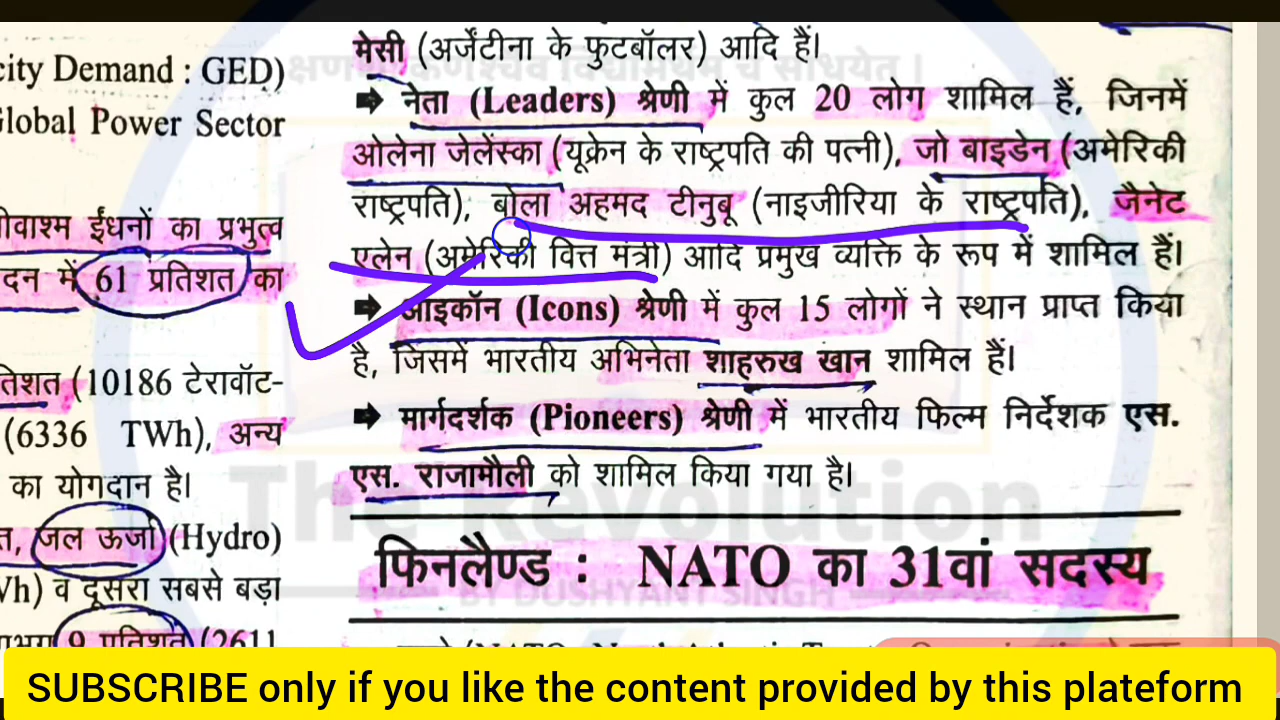 city Demand : GED)
Global Power Sector
ईंधनों का प्रभुत्व
में 61 प्रतिशत का
(10186 टेरावॉट-
(6336 TWh), अन्य
का योगदान है।
जल ऊर्जा (Hydro)
व दूसरा सबसे बड़ा
9 प्रतिशत (2611
मेसी (अर्जेंटीना के फुटबॉलर) आदि हैं।
➡ नेता (Leaders) श्रेणी में कुल 20 लोग शामिल हैं, जिनमें
ओलेना जेलेंस्का (यूक्रेन के राष्ट्रपति की पत्नी), जो बाइडेन (अमेरिकी
राष्ट्रपति), बोला अहमद टीनुबू (नाइजीरिया के राष्ट्रपति), जैनेट
एलेन (अमेरिकी वित्त मंत्री) आदि प्रमुख व्यक्ति के रूप में शामिल हैं।
➡ आइकॉन (Icons) श्रेणी में कुल 15 लोगों ने स्थान प्राप्त किया
है, जिसमें भारतीय अभिनेता शाहरुख खान शामिल हैं।
➡ मार्गदर्शक (Pioneers) श्रेणी में भारतीय फिल्म निर्देशक एस.
एस. राजामौली को शामिल किया गया है।
The Revolution
फिनलैण्ड : NATO का 31वां सदस्य
BY DUSHYANT SINGH
SUBSCRIBE only if you like the content provided by this plateform